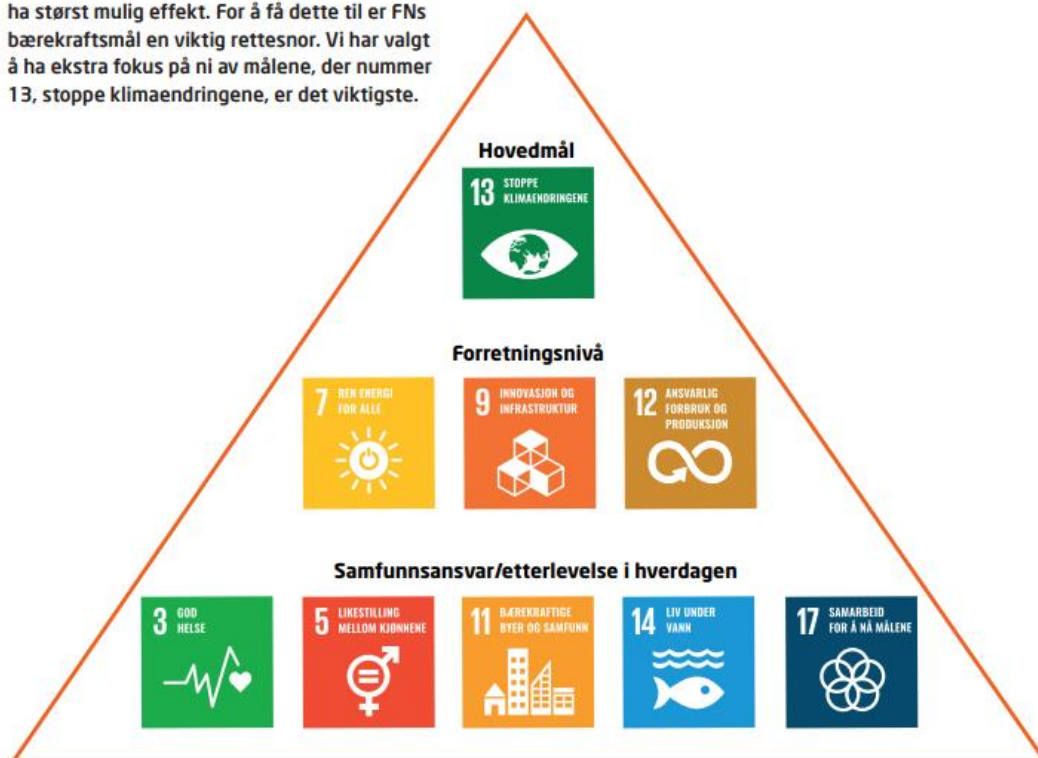 ha størst mulig effekt. For å få dette til er FNs
bærekraftsmål en viktig rettesnor. Vi har valgt
å ha ekstra fokus på ni av målene, der nummer
13, stoppe klimaendringene, er det viktigste.
Hovedmål
13 STOPPE
KLIMAENDRINGENE
Forretningsnivå
7 REN ENERGI
FOR ALLE
9 INNOVASJON OG
INFRASTRUKTUR
12 ANSVARLIG
FORBRUK OG
PRODUKSJON
Samfunnsansvar/etterlevelse i hverdagen
3 GOD
HELSE
5 LIKESTILLING
MELLOM KJØNNENE
11 BÆREKRAFTIGE
BYER OG SAMFUNN
14 LIV UNDER
VANN
17 SAMARBEID
FOR Å NÅ MÅLENE